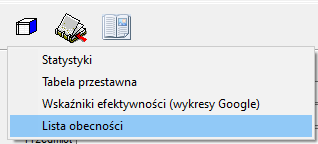 Statystyki
Tabela przestawna
Wskaźniki efektywności (wykresy Google)
Lista obecności